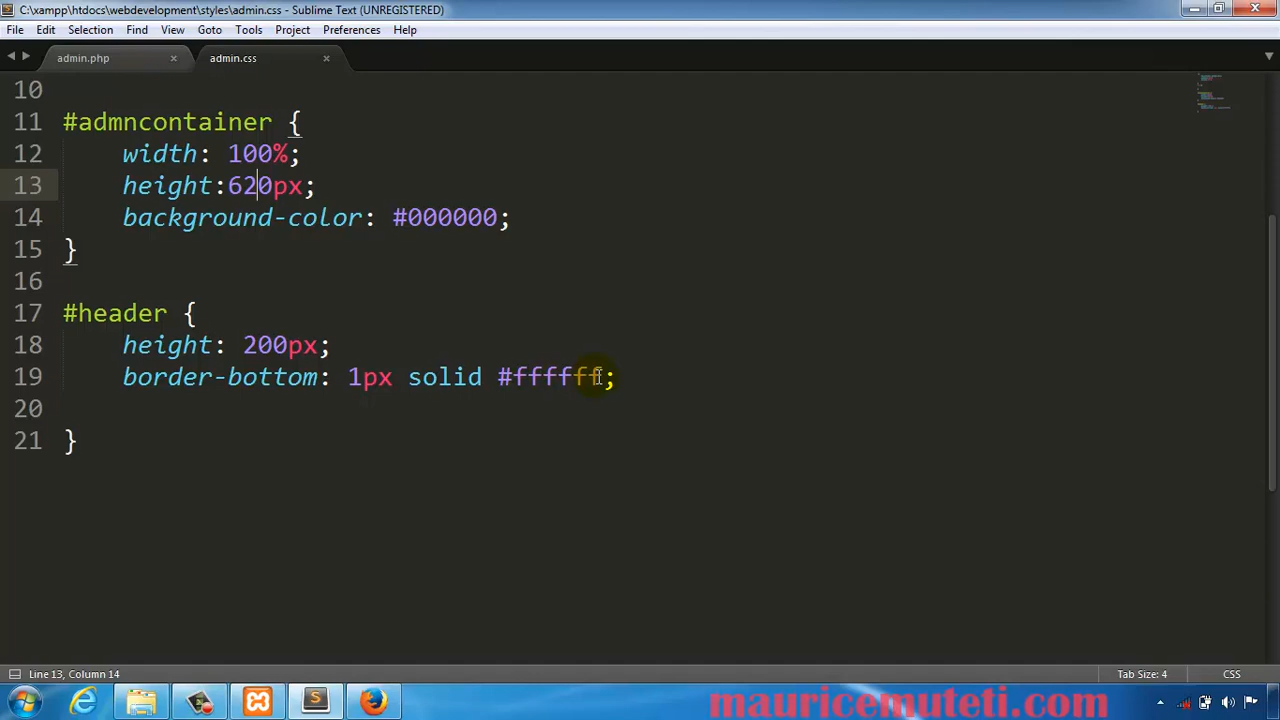 C:\xampp\htdocs\webdevelopment\styles\admin.css - Sublime Text (UNREGISTERED)
File Edit Selection Find View Goto Tools Project Preferences Help
admin.php × admin.css ×
10
11 #admncontainer {
12 width: 100%;
13 height:620px;
14 background-color: #000000;
15 }
16
17 #header {
18 height: 200px;
19 border-bottom: 1px solid #ffffff;
20
21 }
Line 13, Column 14 Tab Size: 4 CSS
mauricemuteti.com